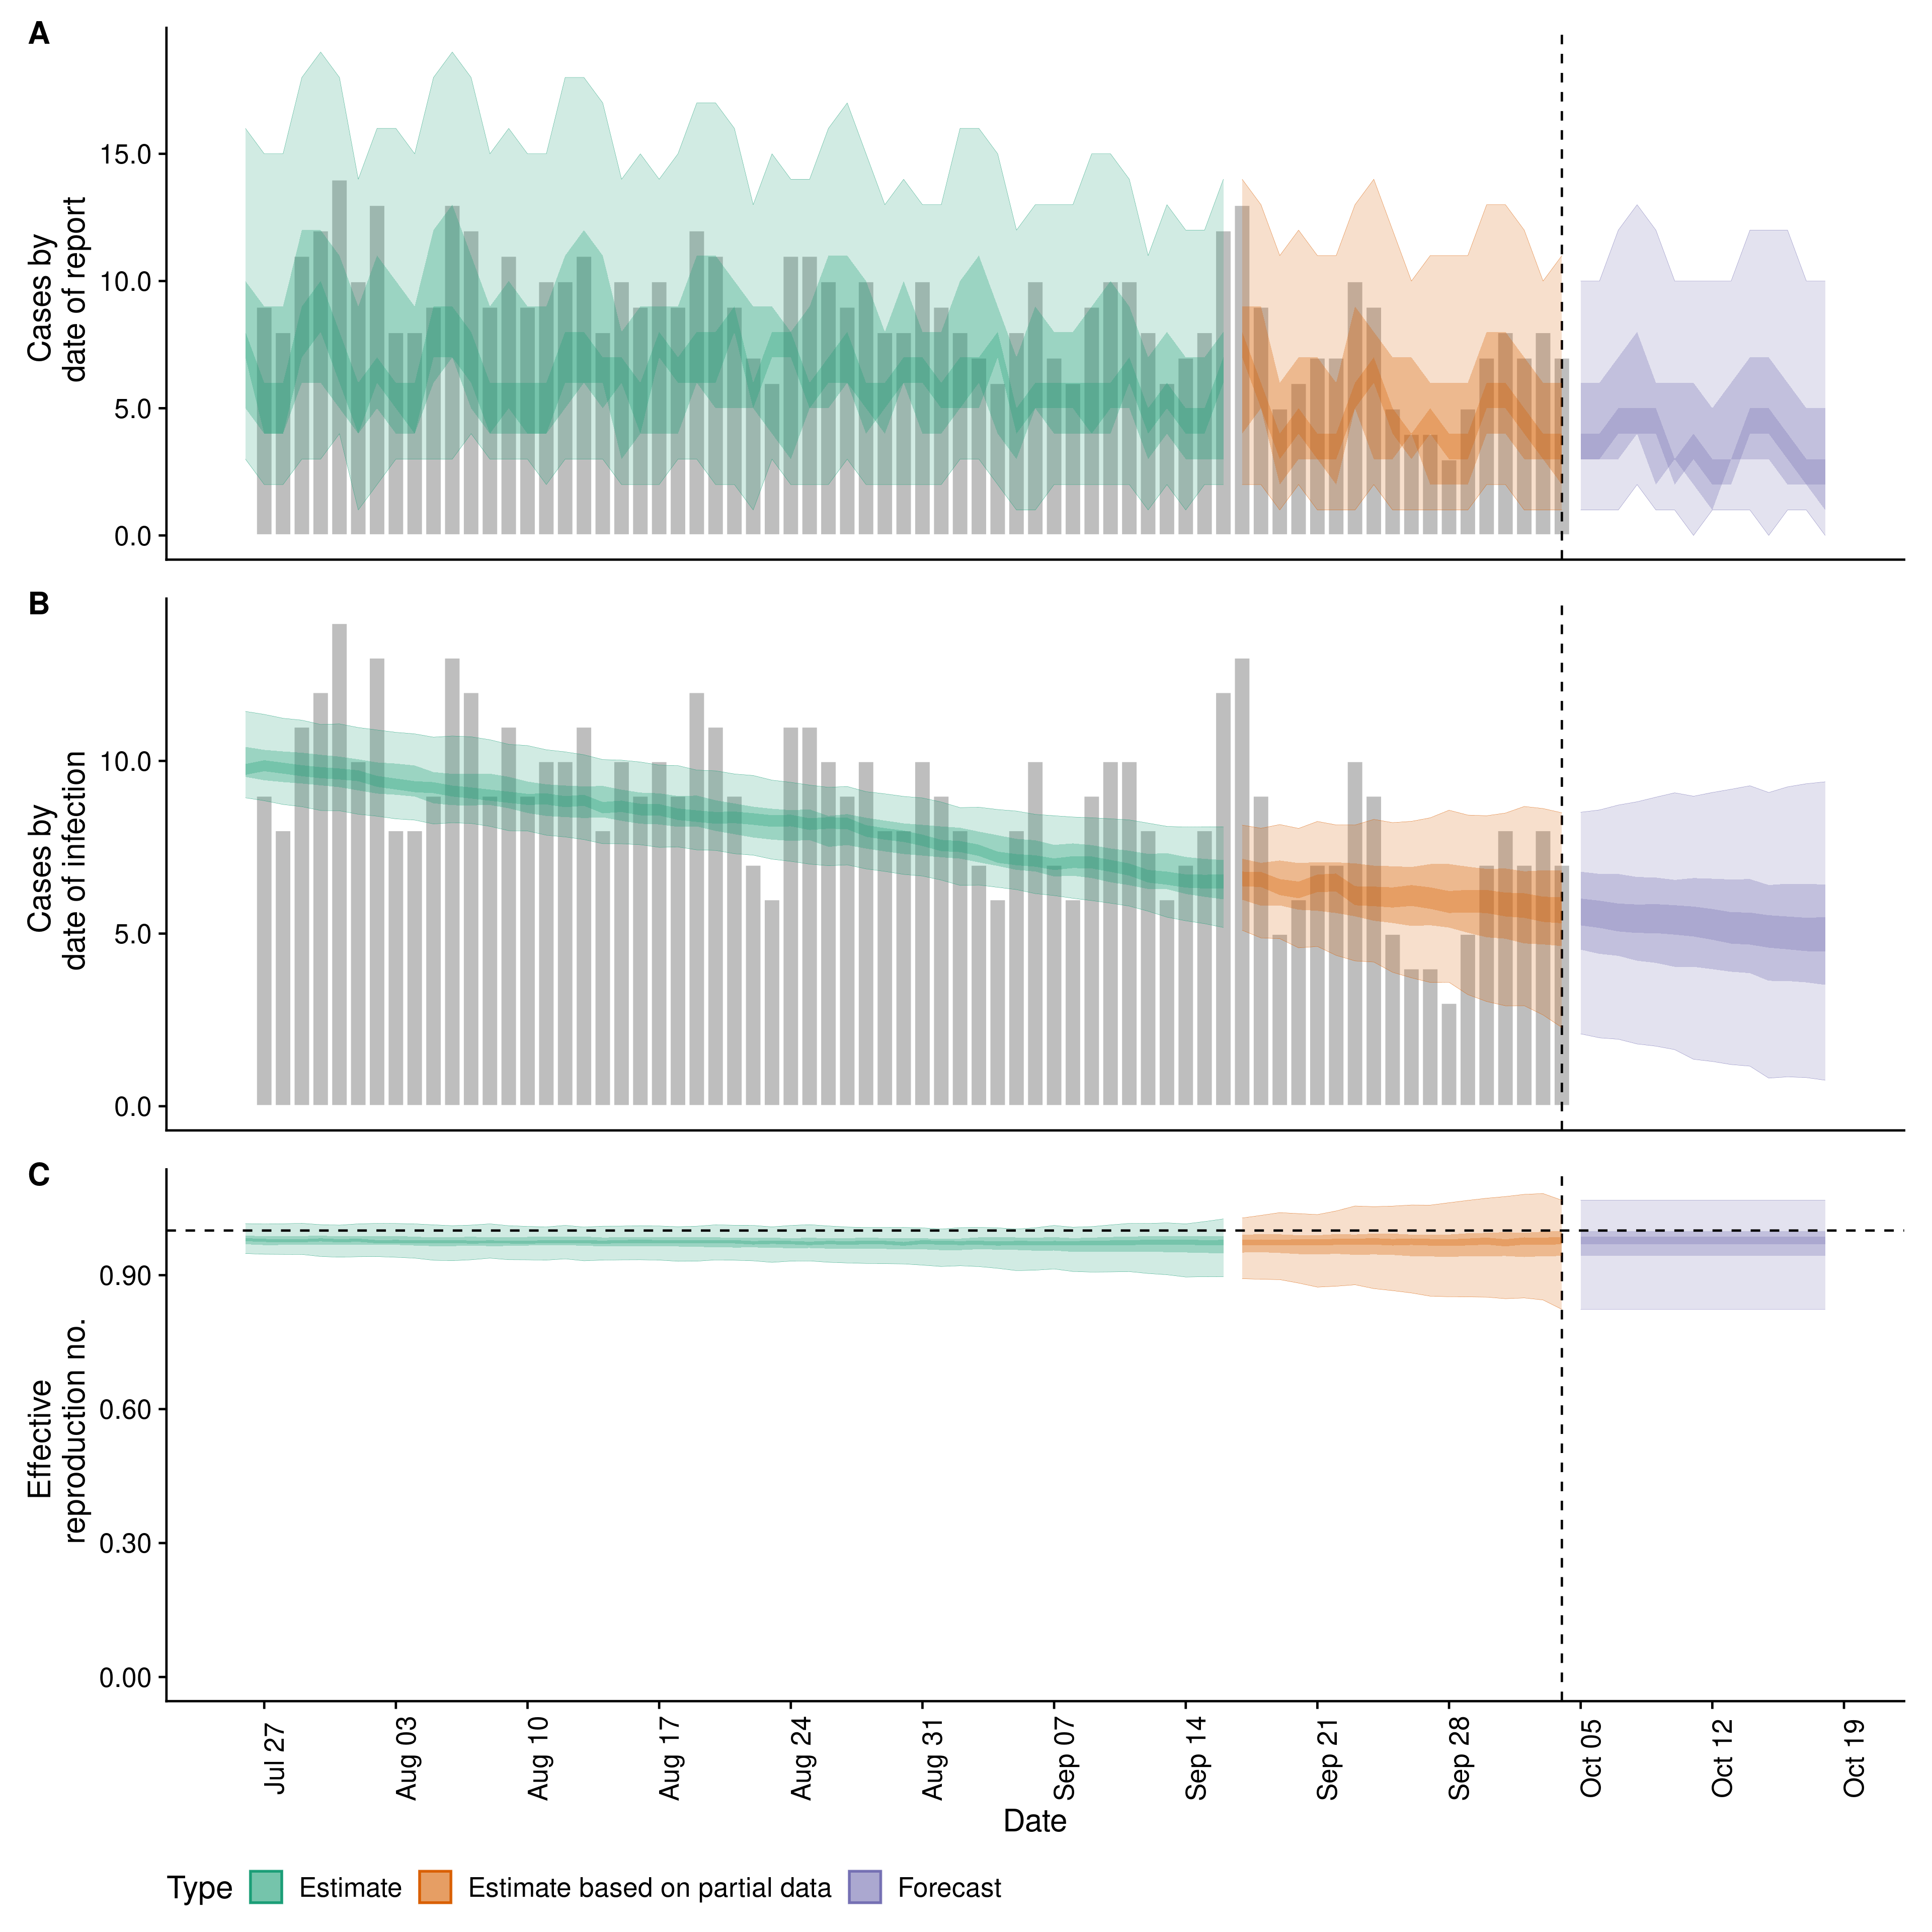 A
Cases by
date of report
15.0
10.0
5.0
0.0
B
Cases by
date of infection
10.0
5.0
0.0
C
Effective
reproduction no.
0.90
0.60
0.30
0.00
Jul 27
Aug 03
Aug 10
Aug 17
Aug 24
Aug 31
Sep 07
Sep 14
Sep 21
Sep 28
Oct 05
Oct 12
Oct 19
Date
Type Estimate Estimate based on partial data Forecast